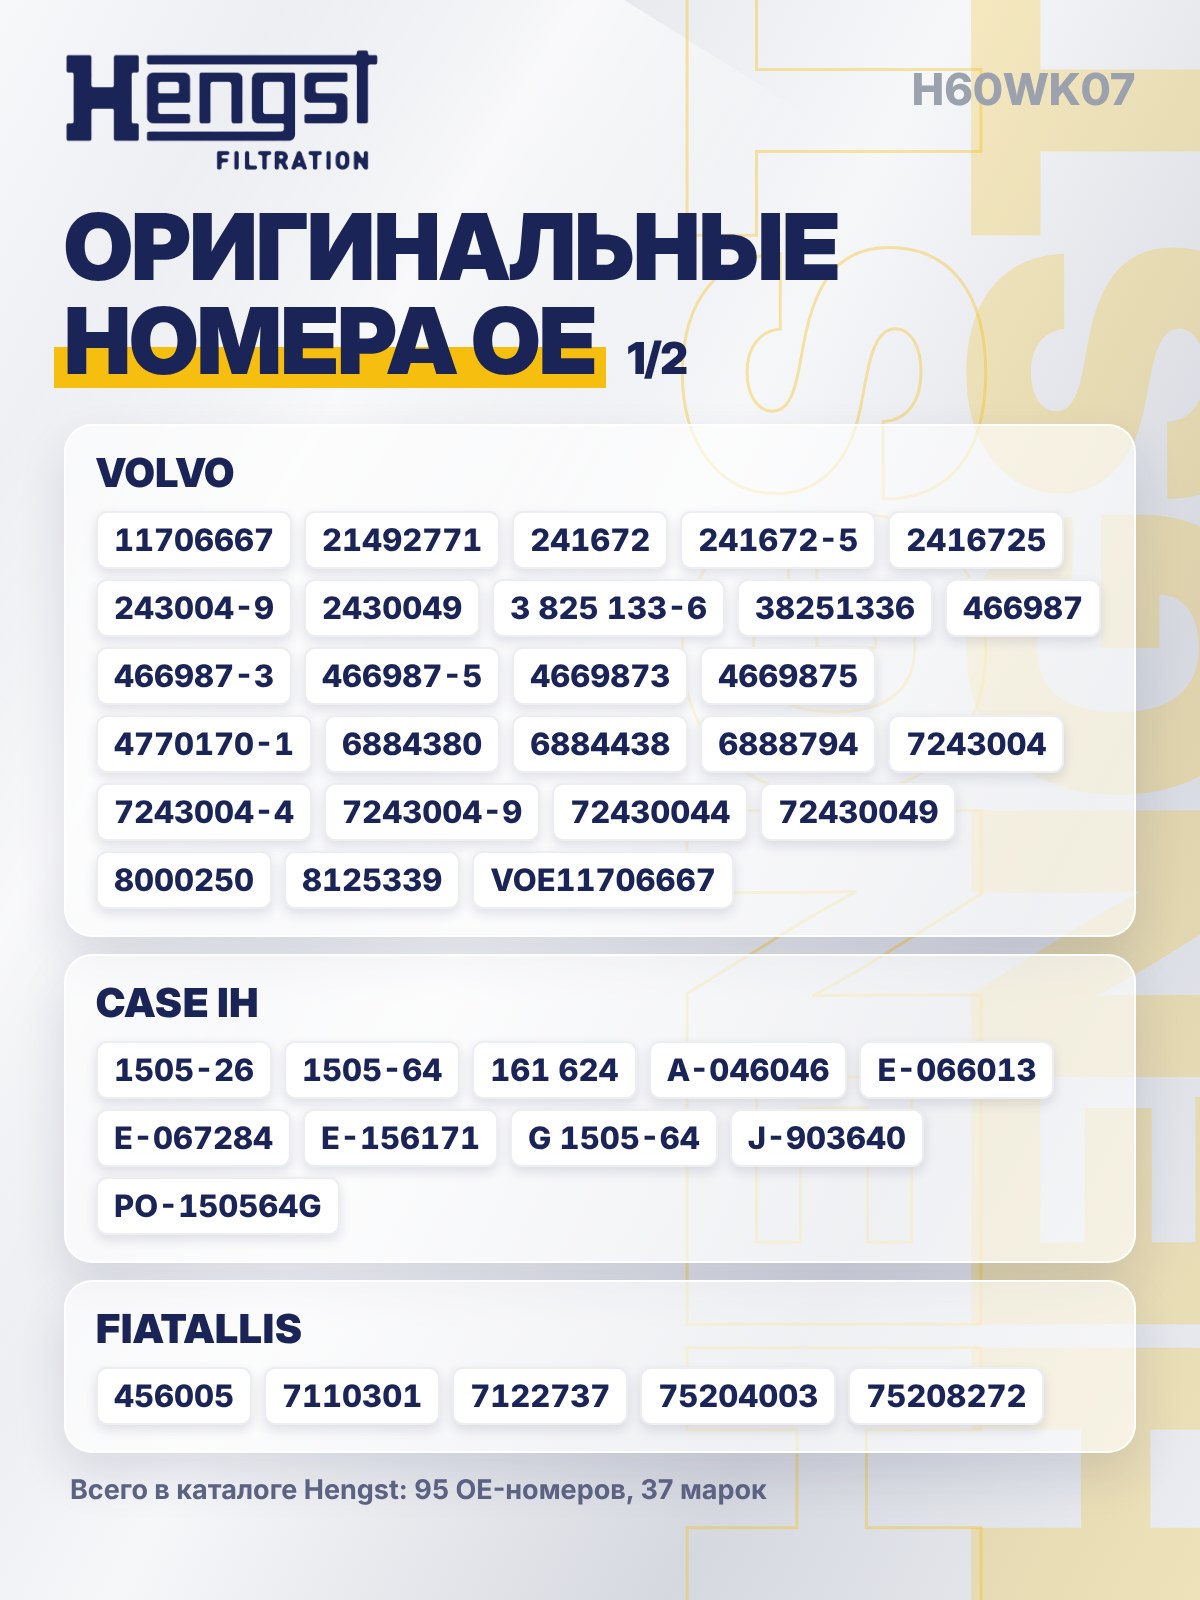 Hengst
FILTRATION
H60WK07
ОРИГИНАЛЬНЫЕ
НОМЕРА OE 1/2
VOLVO
11706667 21492771 241672 241672-5 2416725
243004-9 2430049 3 825 133-6 38251336 466987
466987-3 466987-5 4669873 4669875
4770170-1 6884380 6884438 6888794 7243004
7243004-4 7243004-9 72430044 72430049
8000250 8125339 VOE11706667
CASE IH
1505-26 1505-64 161 624 A-046046 E-066013
E-067284 E-156171 G 1505-64 J-903640
PO-150564G
FIATALLIS
456005 7110301 7122737 75204003 75208272
Всего в каталоге Hengst: 95 OE-номеров, 37 марок
HENGST
HENGST